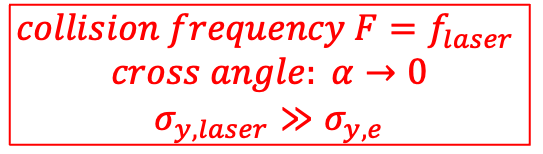 collision frequency F = f_laser
cross angle: α → 0
σ_y,laser ≫ σ_y,e